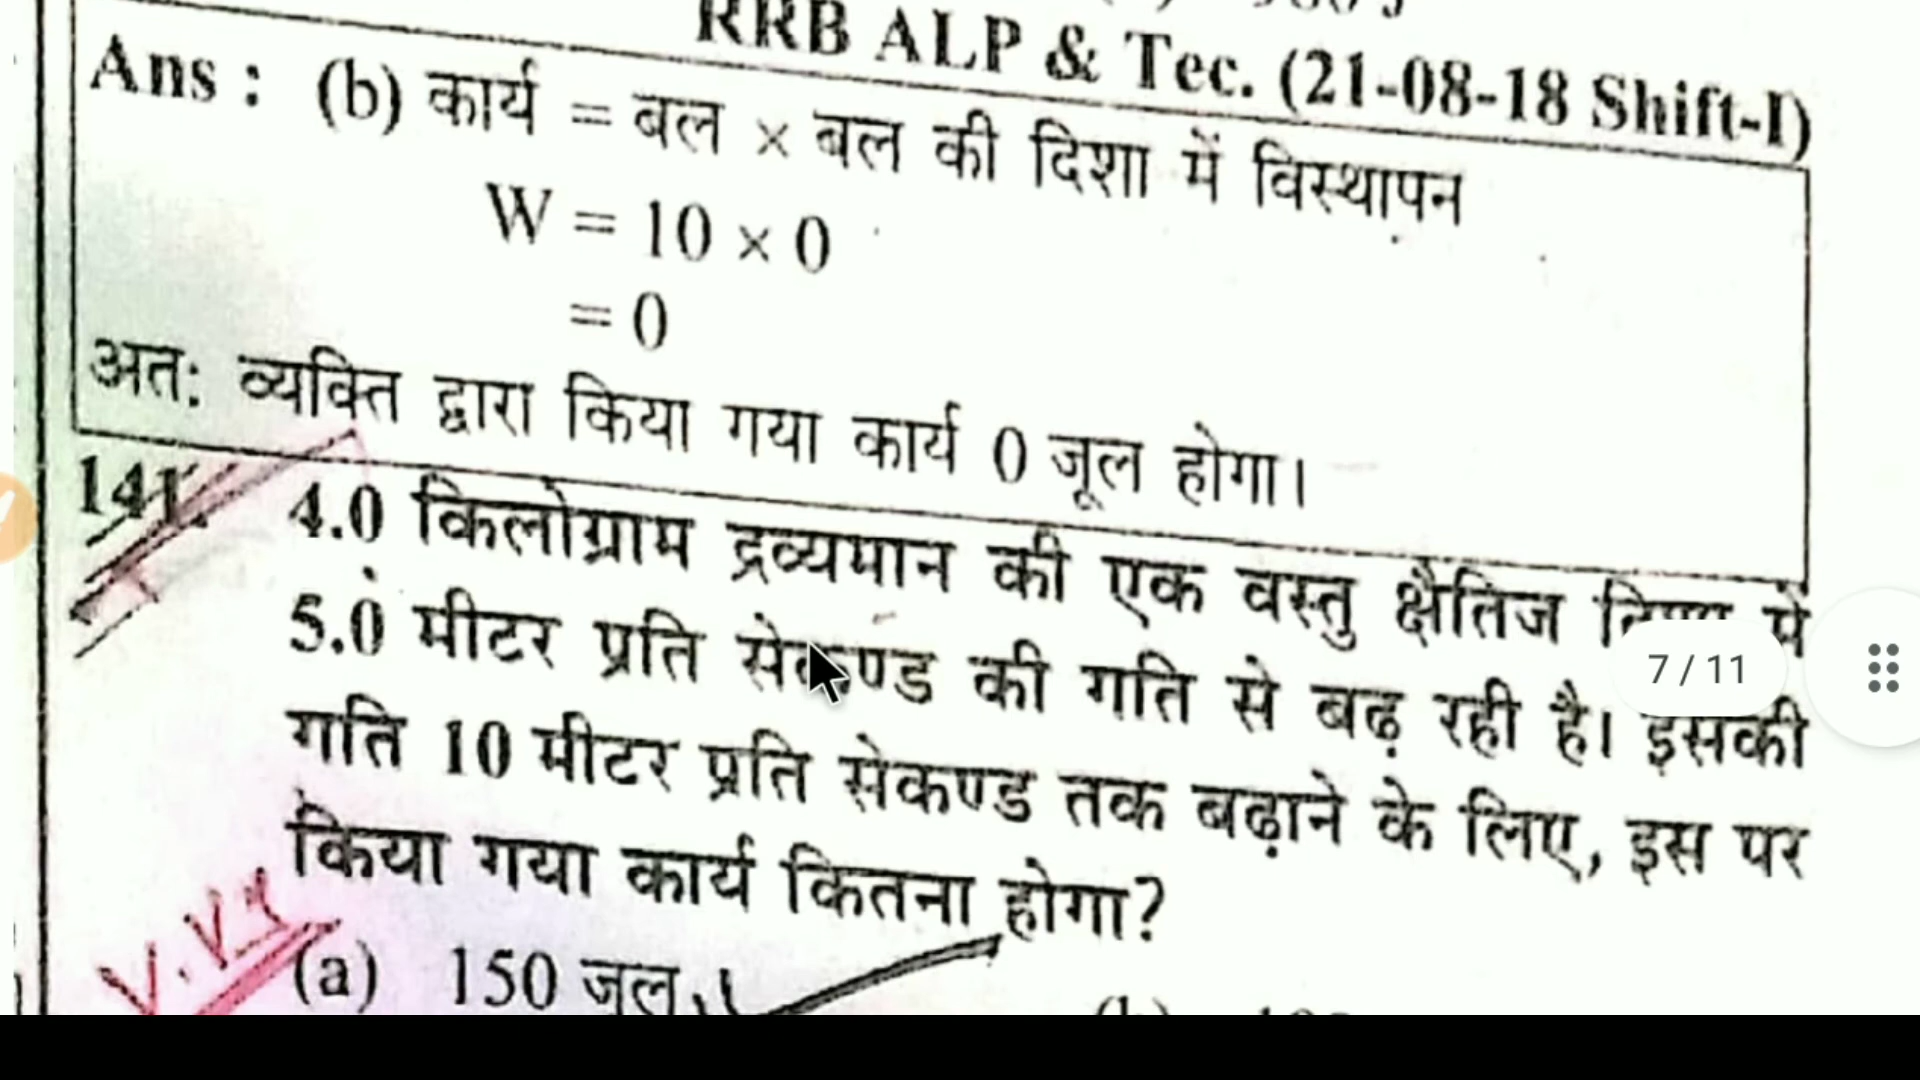 RRB ALP & Tec. (21-08-18 Shift-I)
Ans : (b) कार्य = बल × बल की दिशा में विस्थापन
W = 10 × 0
= 0
अत: व्यक्ति द्वारा किया गया कार्य 0 जूल होगा।
141. 4.0 किलोग्राम द्रव्यमान की एक वस्तु क्षैतिज में
5.0 मीटर प्रति सेकण्ड की गति से बढ़ रही है। इसकी
7 / 11
गति 10 मीटर प्रति सेकण्ड तक बढ़ाने के लिए, इस पर
किया गया कार्य कितना होगा?
V.V.I
(a) 150 जूल